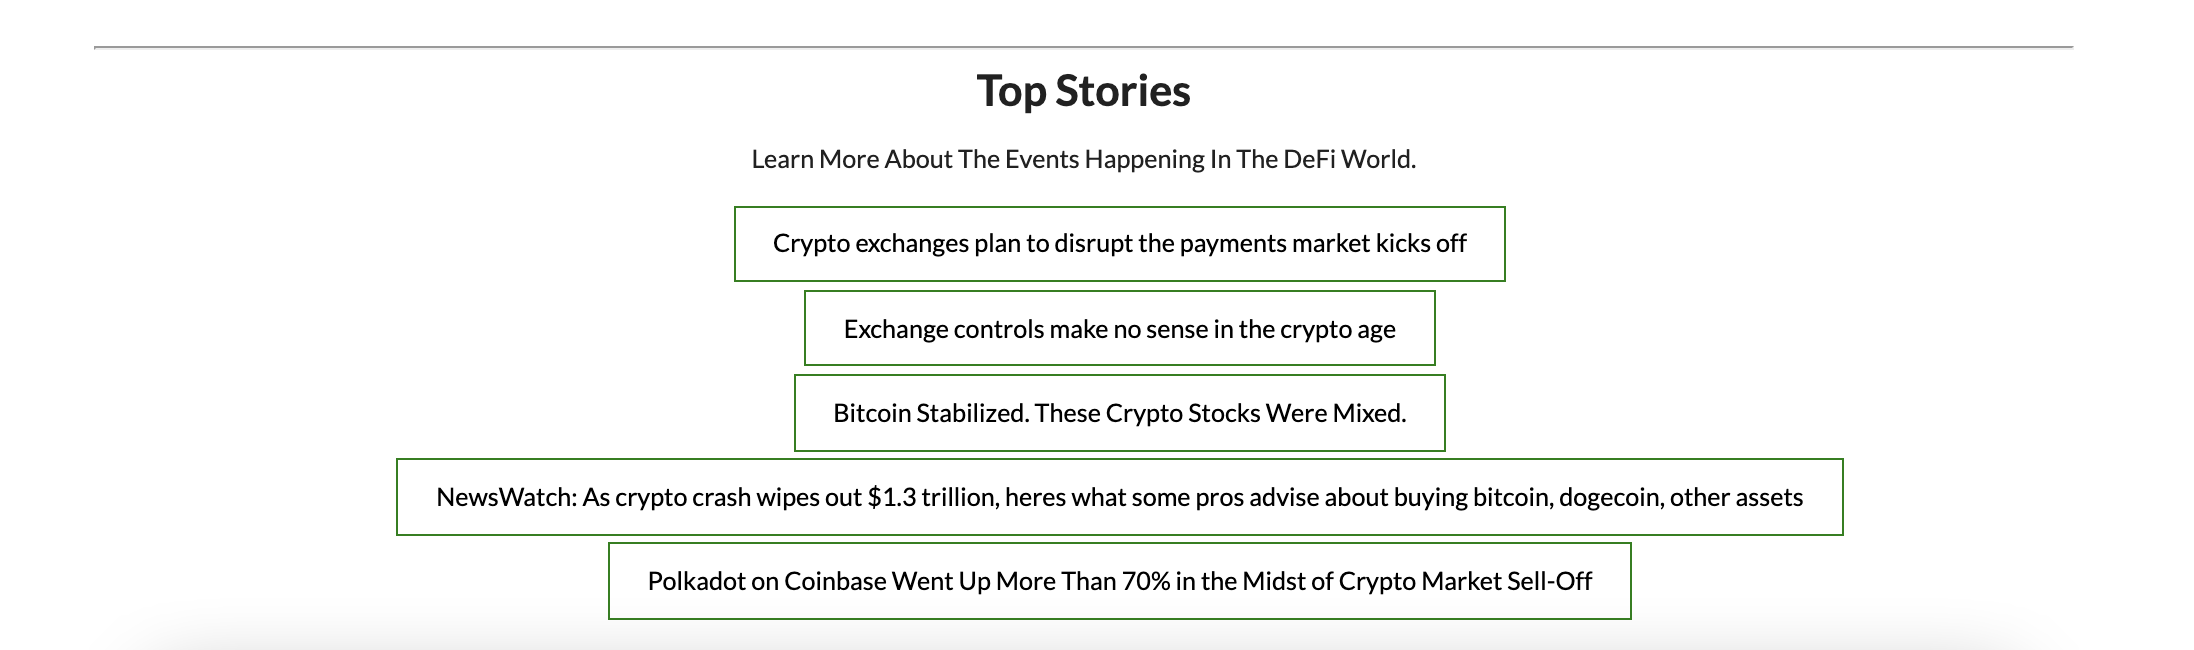 Top Stories
Learn More About The Events Happening In The DeFi World.
Crypto exchanges plan to disrupt the payments market kicks off
Exchange controls make no sense in the crypto age
Bitcoin Stabilized. These Crypto Stocks Were Mixed.
NewsWatch: As crypto crash wipes out $1.3 trillion, heres what some pros advise about buying bitcoin, dogecoin, other assets
Polkadot on Coinbase Went Up More Than 70% in the Midst of Crypto Market Sell-Off